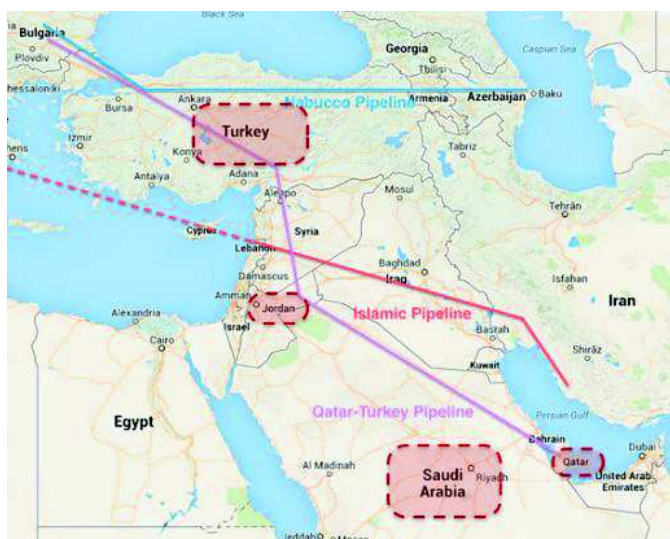 Black Sea
Bulgaria
Plovdiv
Georgia
Tbilisi
Caspian Sea
Thessaloniki
Nabucco Pipeline
Armenia
Azerbaijan
Baku
Bursa
Ankara
Turkey
Izmir
Konya
Tabriz
Antalya
Adana
Aleppo
Mosul
Tehrān
Cyprus
Syria
Lebanon
Damascus
Baghdad
Iraq
Isfahan
Amman
Jordan
Iran
Israel
Islamic Pipeline
Alexandria
Cairo
Basrah
Shirāz
Kuwait
Qatar-Turkey Pipeline
Persian Gulf
Egypt
Bahrain
Dubai
Qatar
Saudi
Arabia
Riyadh
United Arab
Emirates
Al Madinah
Jeddah